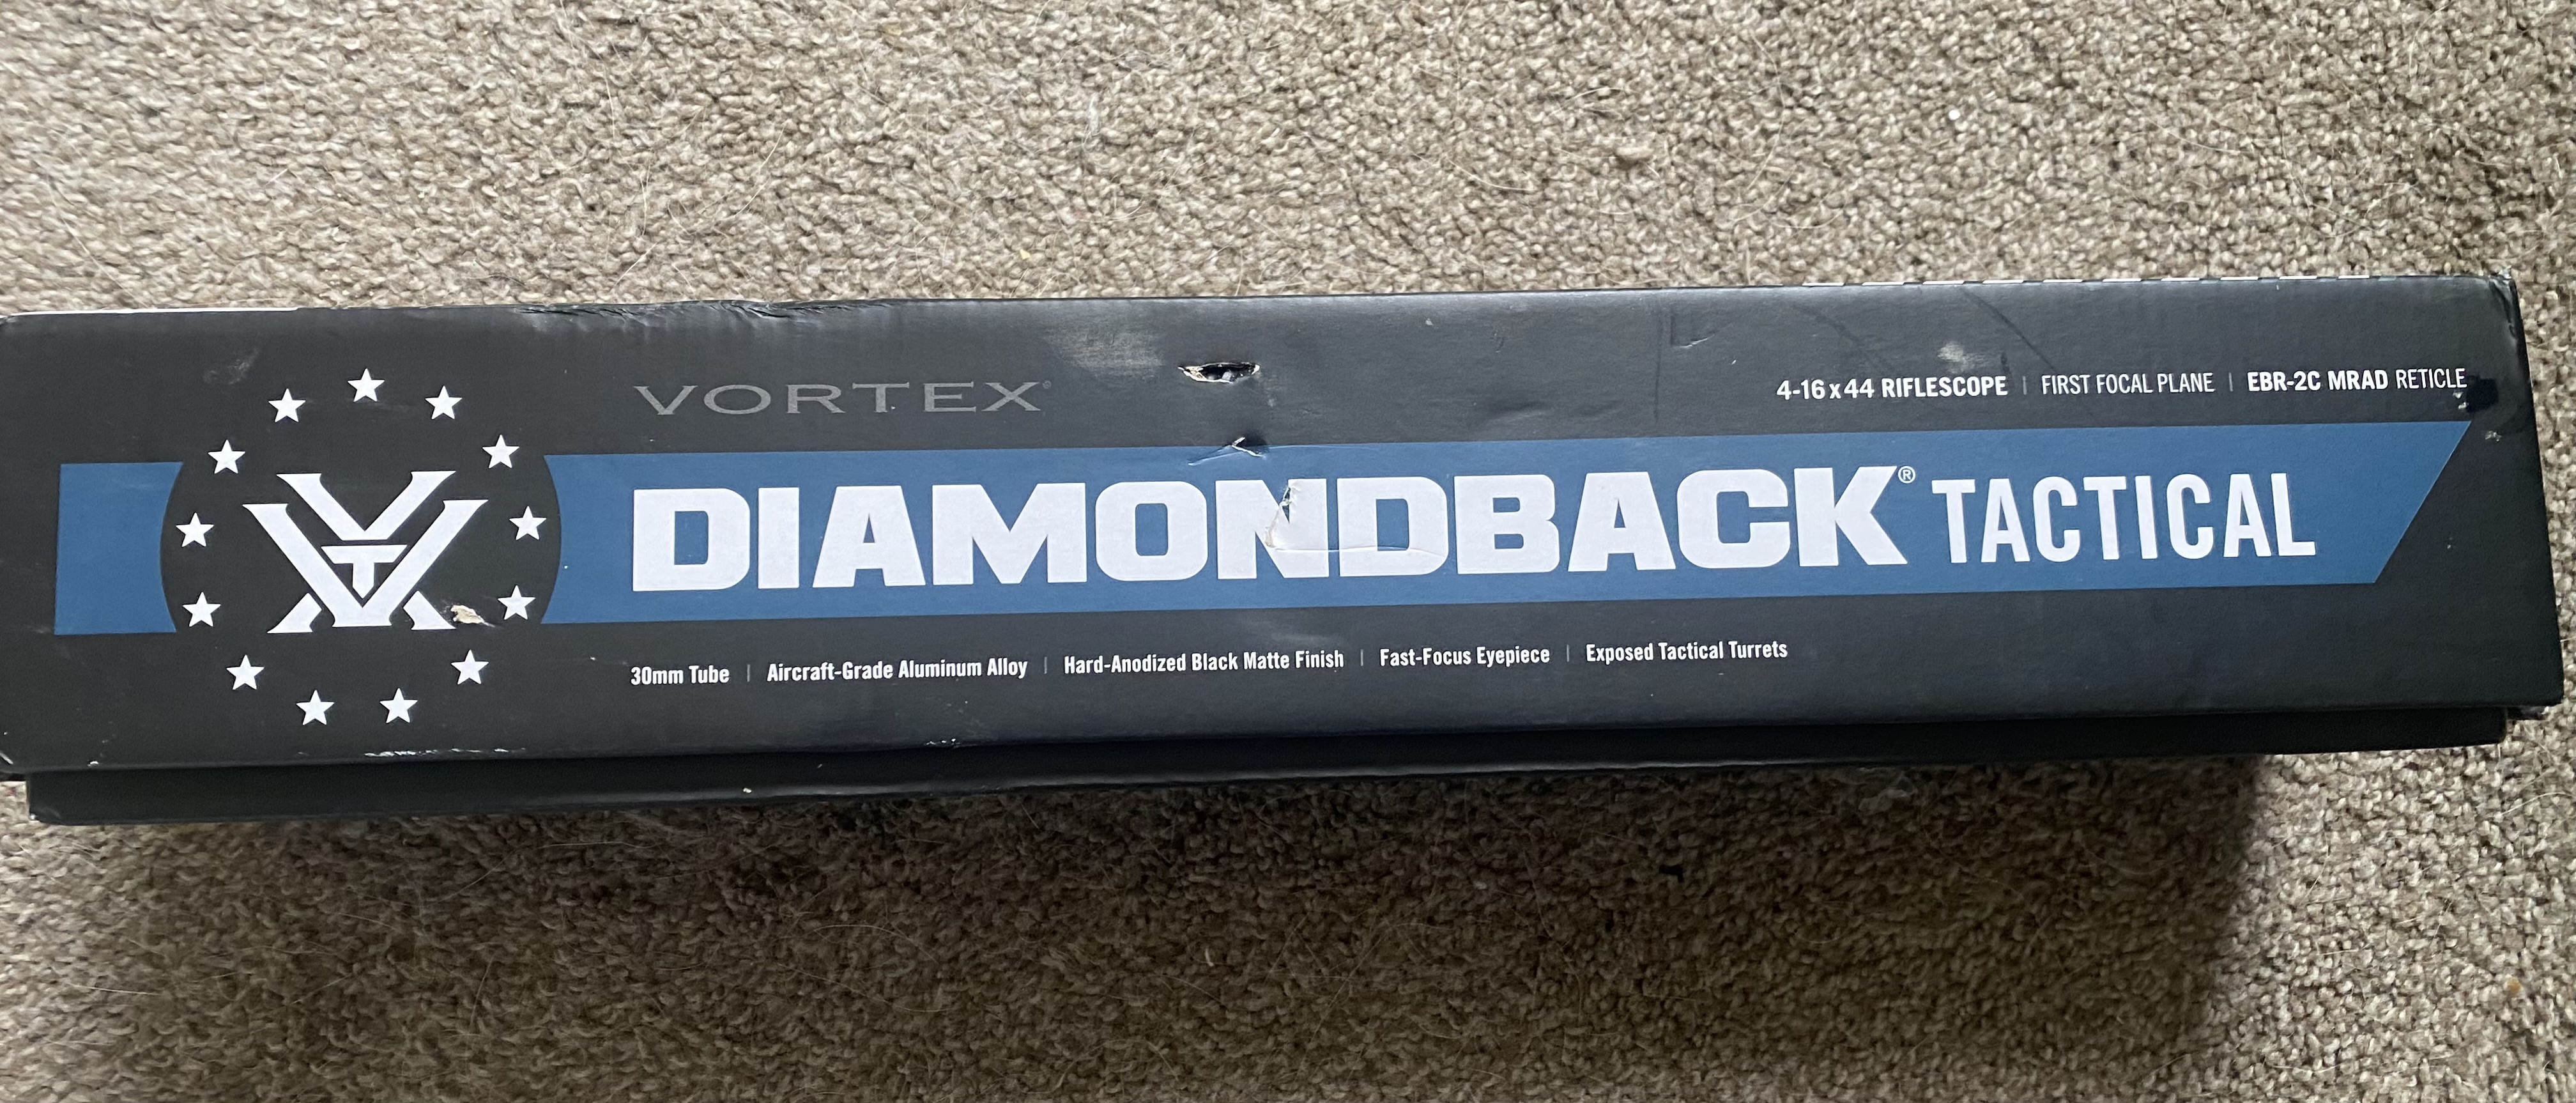 VORTEX®
4-16x44 RIFLESCOPE | FIRST FOCAL PLANE | EBR-2C MRAD RETICLE
DIAMONDBACK® TACTICAL
30mm Tube | Aircraft-Grade Aluminum Alloy | Hard-Anodized Black Matte Finish | Fast-Focus Eyepiece | Exposed Tactical Turrets